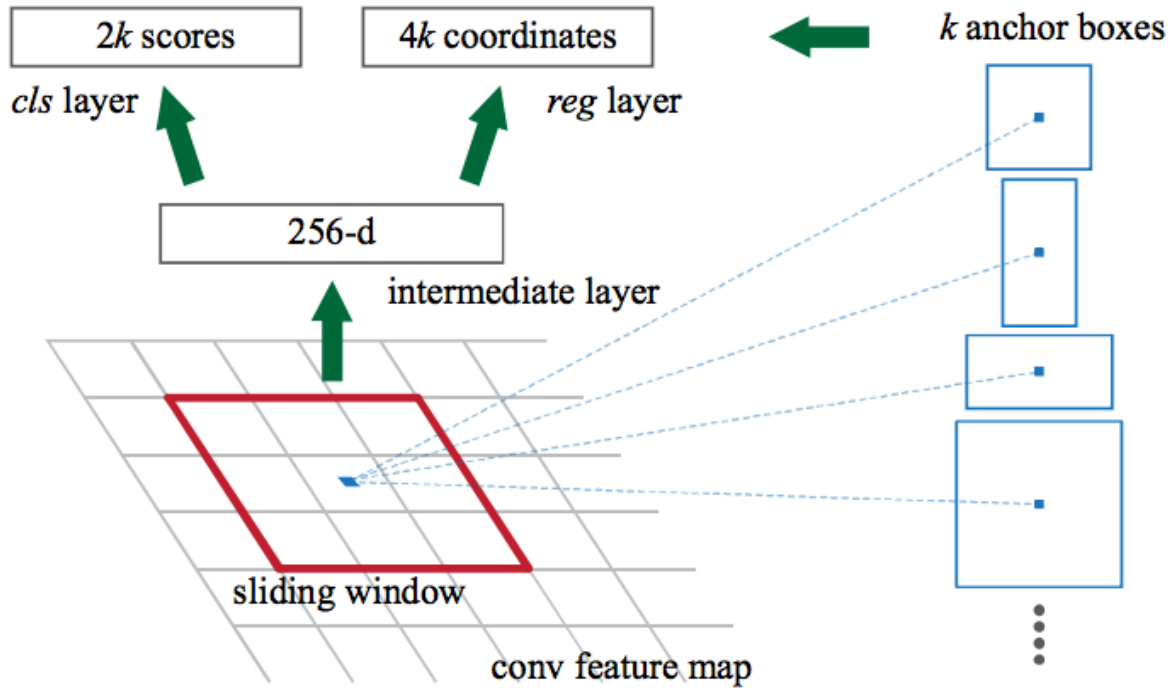 2k scores
4k coordinates
k anchor boxes
cls layer
reg layer
256-d
intermediate layer
sliding window
conv feature map